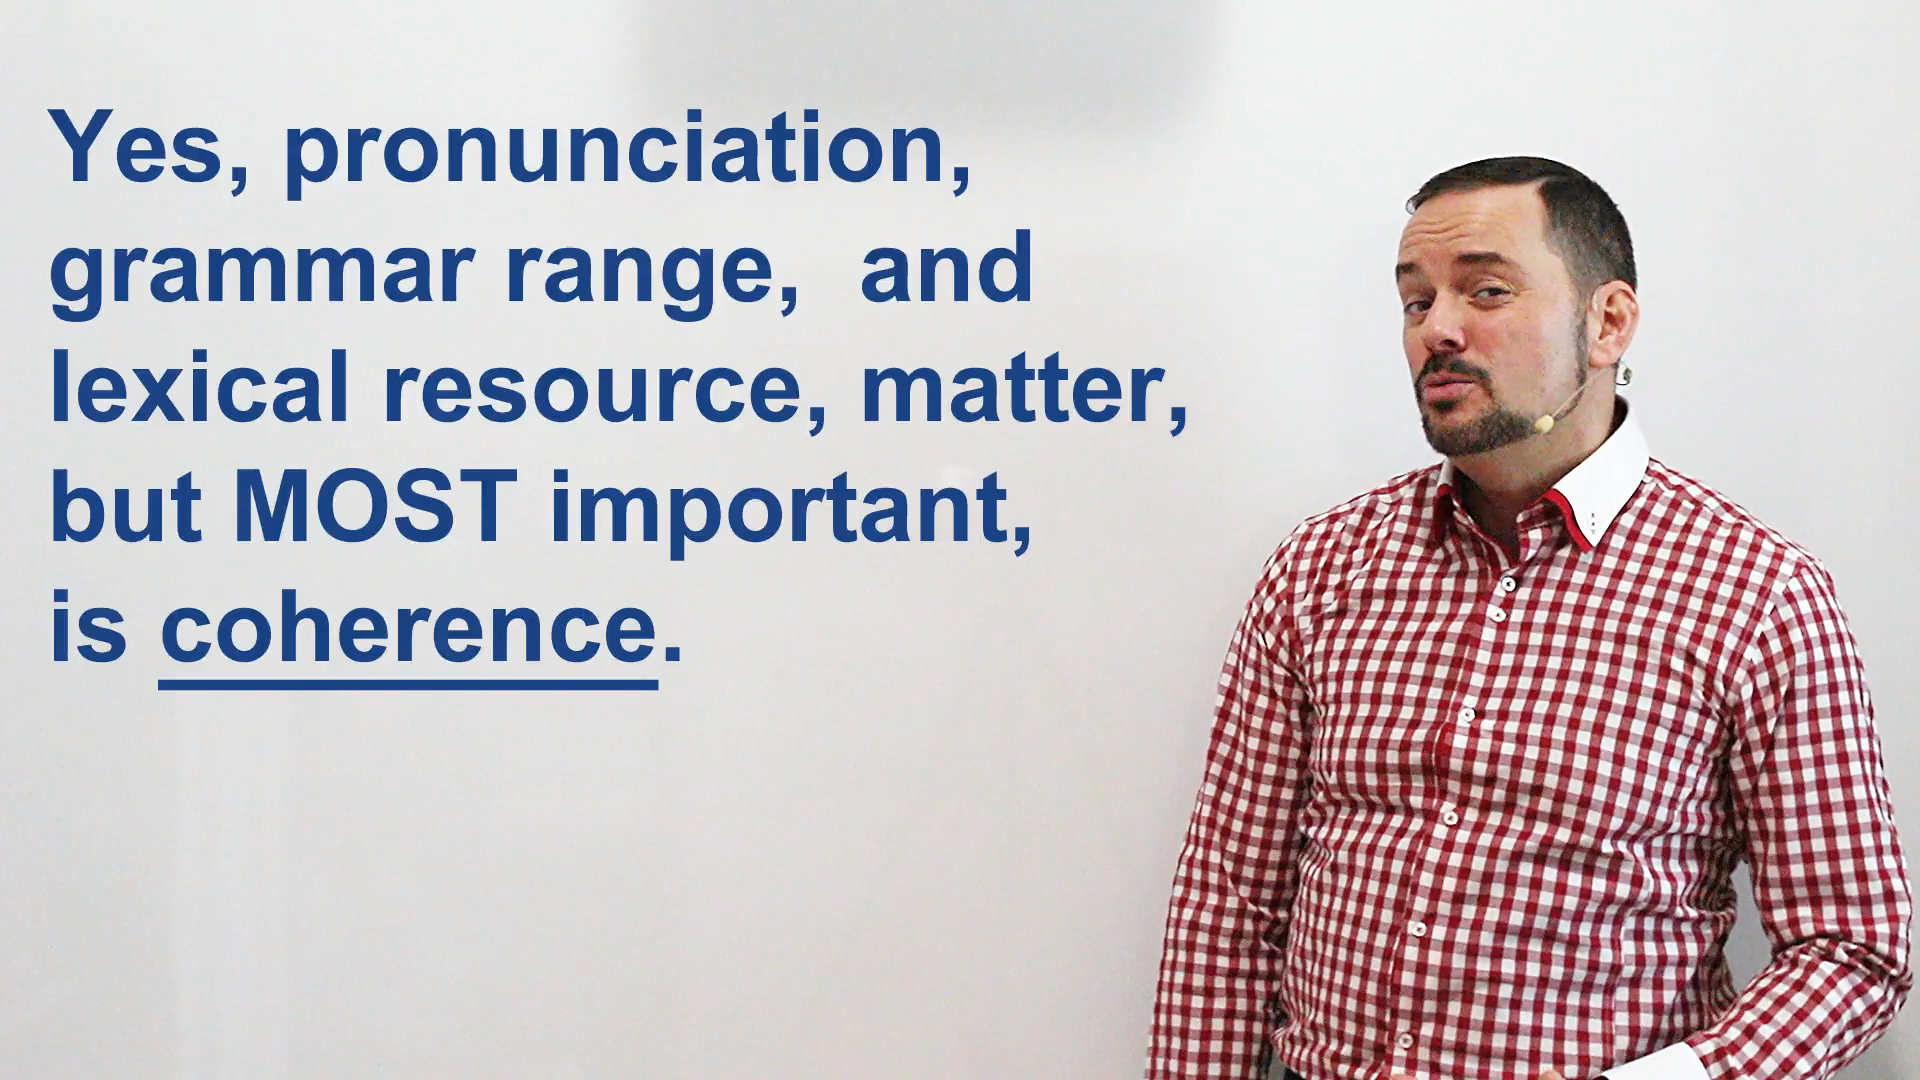 Yes, pronunciation,
grammar range,  and
lexical resource, matter,
but MOST important,
is coherence.